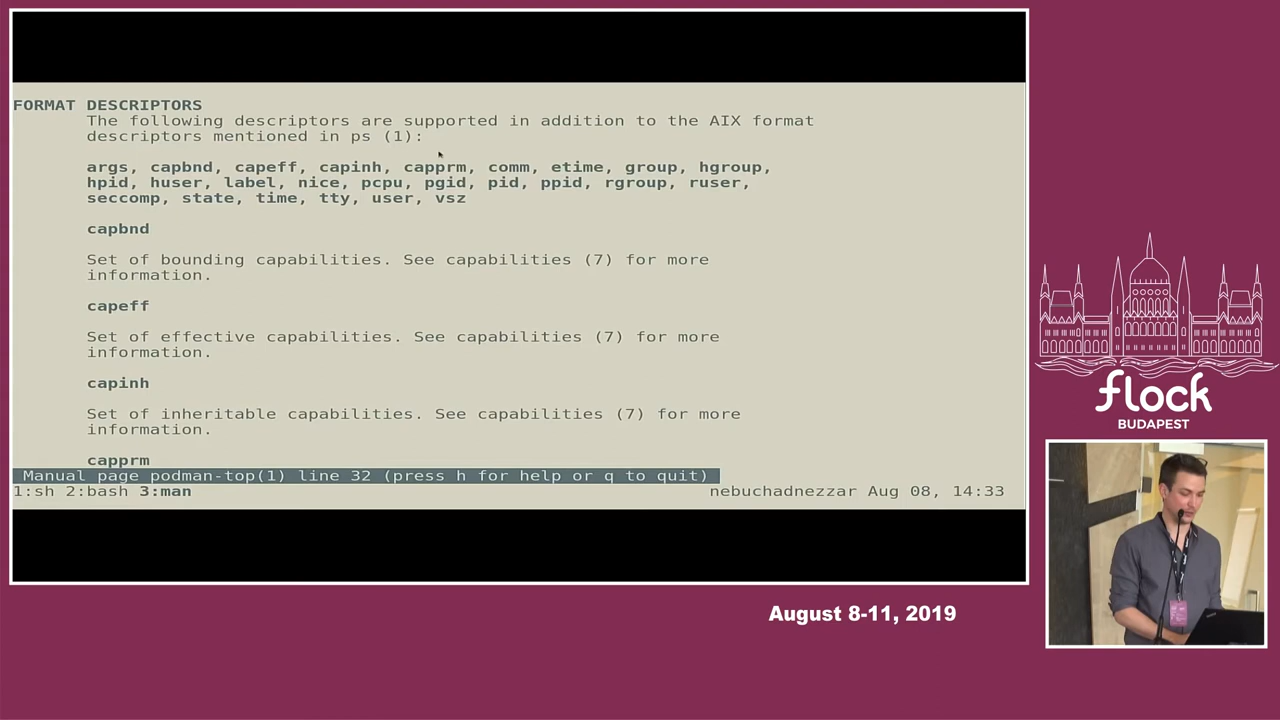 FORMAT DESCRIPTORS
The following descriptors are supported in addition to the AIX format
descriptors mentioned in ps (1):
args, capbnd, capeff, capinh, capprm, comm, etime, group, hgroup,
hpid, huser, label, nice, pcpu, pgid, pid, ppid, rgroup, ruser,
seccomp, state, time, tty, user, vsz
capbnd
Set of bounding capabilities. See capabilities (7) for more
information.
capeff
Set of effective capabilities. See capabilities (7) for more
information.
capinh
Set of inheritable capabilities. See capabilities (7) for more
information.
capprm
Manual page podman-top(1) line 32 (press h for help or q to quit)
1:sh 2:bash 3:man nebuchadnezzar Aug 08, 14:33
flock
BUDAPEST
August 8-11, 2019